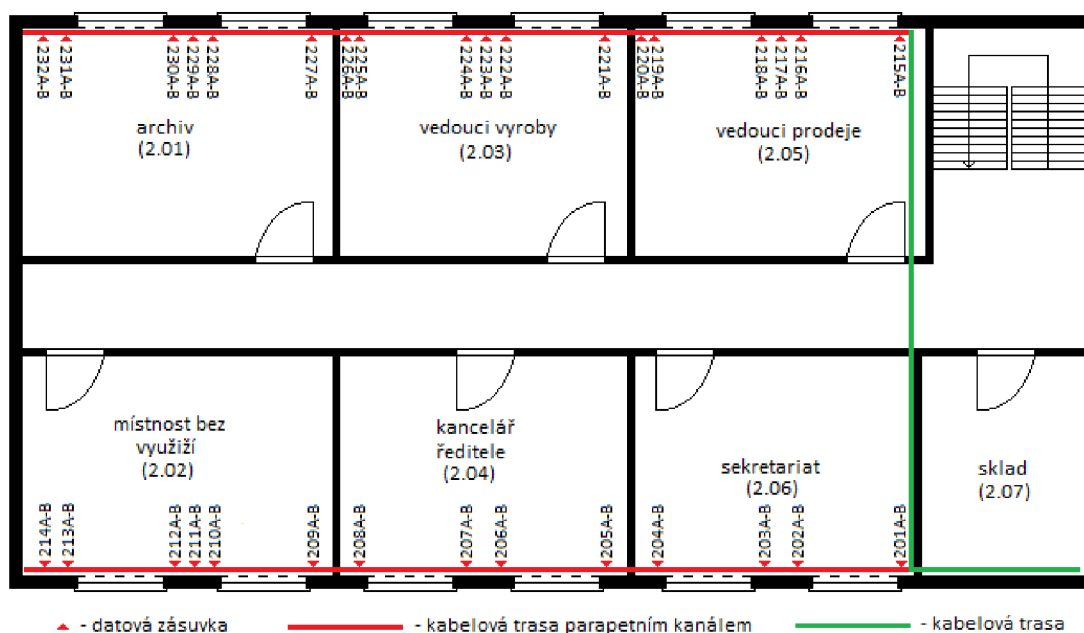 232A-B
231A-B
230A-B
229A-B
228A-B
227A-B
226A-B
225A-B
224A-B
223A-B
222A-B
221A-B
220A-B
219A-B
218A-B
217A-B
216A-B
215A-B
archiv
(2.01)
vedouci vyroby
(2.03)
vedouci prodeje
(2.05)
místnost bez
využiží
(2.02)
kancelář
ředitele
(2.04)
sekretariat
(2.06)
sklad
(2.07)
214A-B
213A-B
212A-B
211A-B
210A-B
209A-B
208A-B
207A-B
206A-B
205A-B
204A-B
203A-B
202A-B
201A-B
- datová zásuvka
- kabelová trasa parapetním kanálem
- kabelová trasa